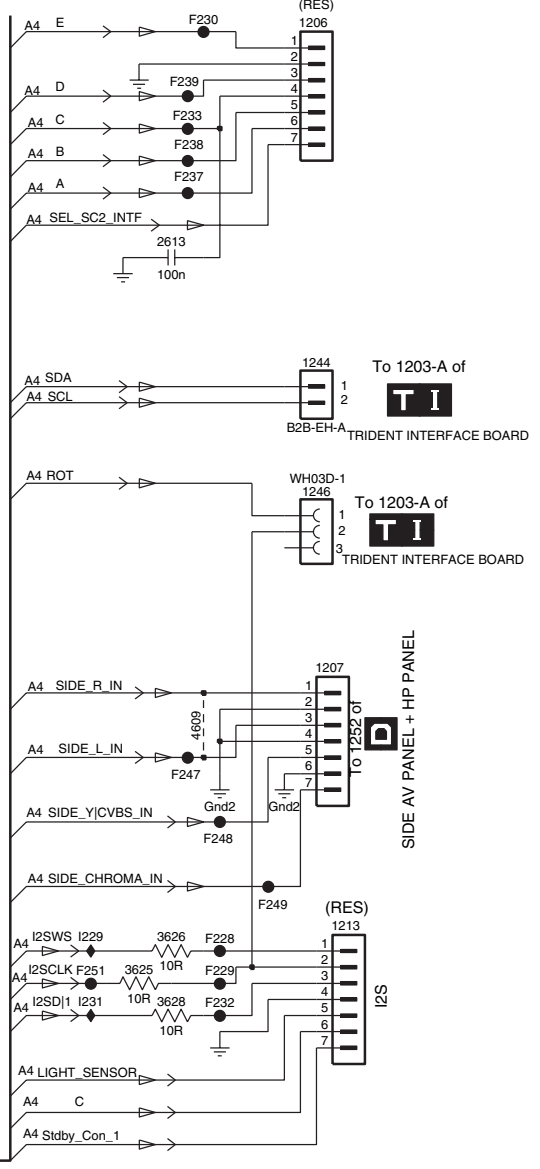 (RES)
1206
A4 E
F230
1
2
3
4
5
6
7
F239
A4 D
F233
A4 C
F238
A4 B
F237
A4 A
A4 SEL_SC2_INTF
2613
100n
1244
To 1203-A of
T I
A4 SDA
1
A4 SCL
2
B2B-EH-A
TRIDENT INTERFACE BOARD
A4 ROT
WH03D-1
1246
To 1203-A of
1
2
3
T I
TRIDENT INTERFACE BOARD
1207
A4 SIDE_R_IN
1
2
3
4
5
6
7
4609
A4 SIDE_L_IN
F247
Gnd2
Gnd2
To 1252 of
D
SIDE AV PANEL + HP PANEL
A4 SIDE_Y|CVBS_IN
F248
A4 SIDE_CHROMA_IN
F249
(RES)
1213
A4 I2SWS I229
3626
10R
F228
1
2
3
4
5
6
7
I2S
A4 I2SCLK F251
3625
10R
F229
A4 I2SD|1 I231
3628
10R
F232
A4 LIGHT_SENSOR
A4 C
A4 Stdby_Con_1